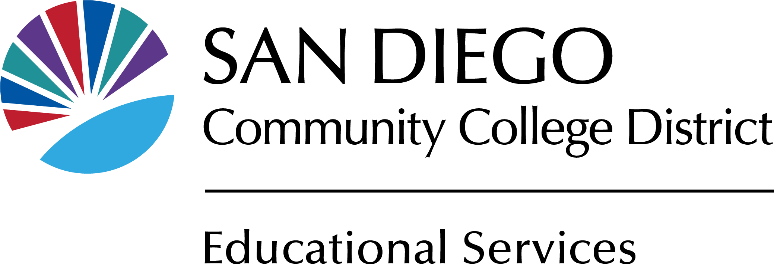 SAN DIEGO
Community College District
Educational Services